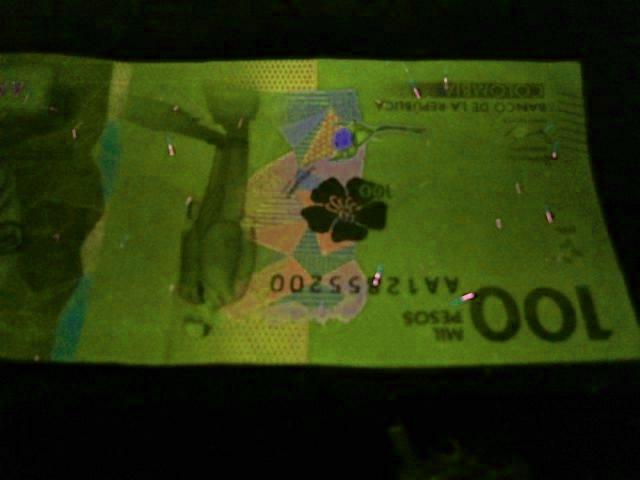 100
MIL
PESOS
AA12855200
100
BANCO DE LA REPÚBLICA
COLOMBIA